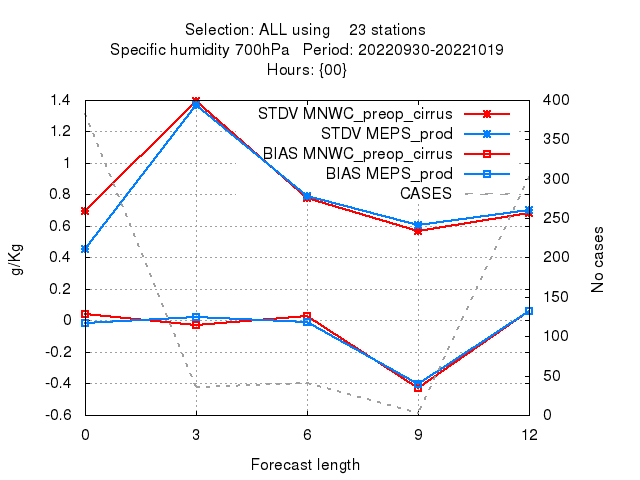 Selection: ALL using    23 stations
Specific humidity 700hPa   Period: 20220930-20221019
Hours: {00}
STDV MNWC_preop_cirrus
STDV MEPS_prod
BIAS MNWC_preop_cirrus
BIAS MEPS_prod
CASES
1.4
1.2
1
0.8
0.6
0.4
0.2
0
-0.2
-0.4
-0.6
g/Kg
400
350
300
250
200
150
100
50
0
No cases
0 3 6 9 12
Forecast length